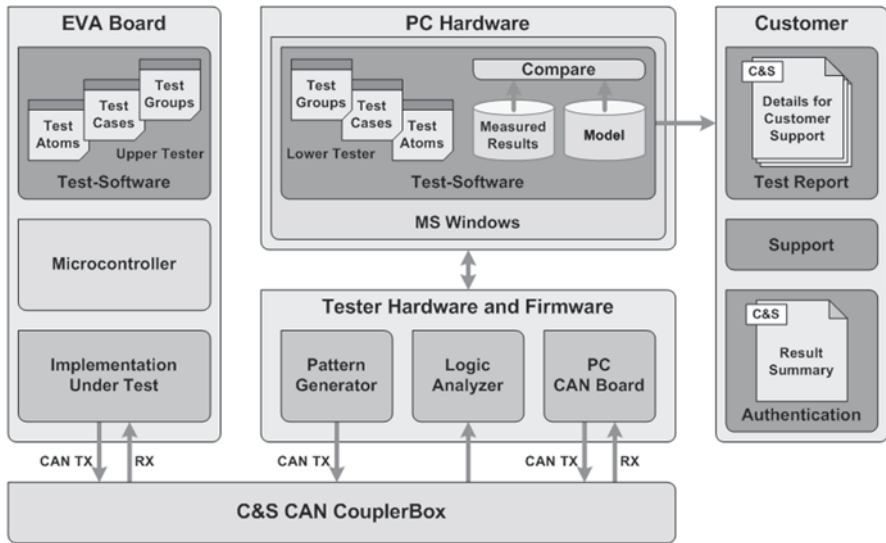 EVA Board
Test
Groups
Test
Cases
Test
Atoms
Upper Tester
Test-Software
Microcontroller
Implementation
Under Test
PC Hardware
Test
Groups
Test
Cases
Test
Atoms
Lower Tester
Compare
Measured
Results
Model
Test-Software
MS Windows
Tester Hardware and Firmware
Pattern
Generator
Logic
Analyzer
PC
CAN Board
Customer
C&S
Details for
Customer
Support
Test Report
Support
C&S
Result
Summary
Authentication
CAN TX
RX
CAN TX
CAN TX
RX
C&S CAN CouplerBox